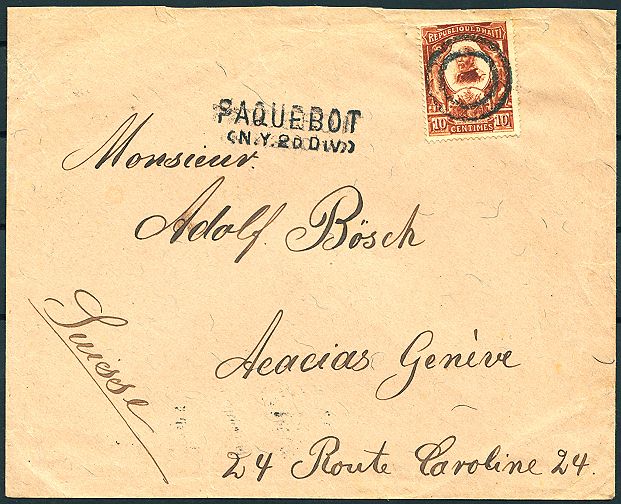 REPUBLIQUE D'HAITI
10 CENTIMES 10
PAQUEBOT
(N.Y. 2D DIV.)
Monsieur
Adolf Bösch
Suisse
Acacias Genève
24 Route Caroline 24.